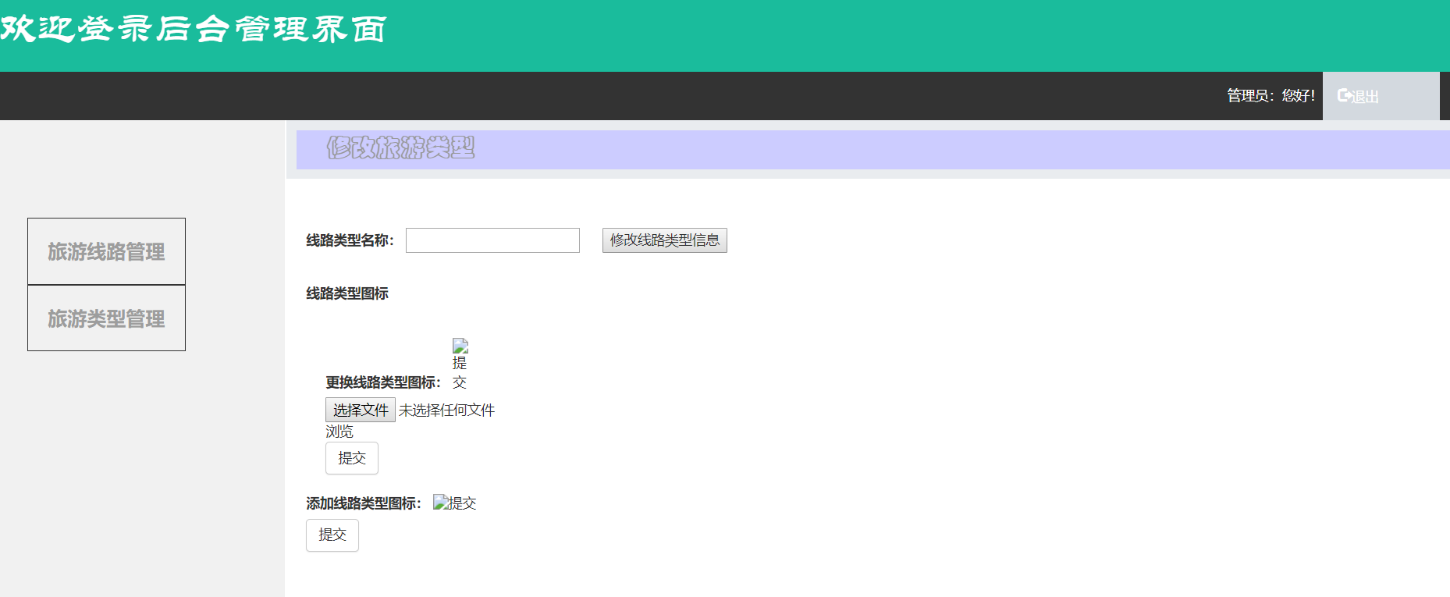 欢迎登录后台管理界面
管理员：您好！ 退出
修改旅游类型
旅游线路管理
旅游类型管理
线路类型名称： 修改线路类型信息
线路类型图标
更换线路类型图标： 提交
选择文件 未选择任何文件
浏览
提交
添加线路类型图标： 提交
提交